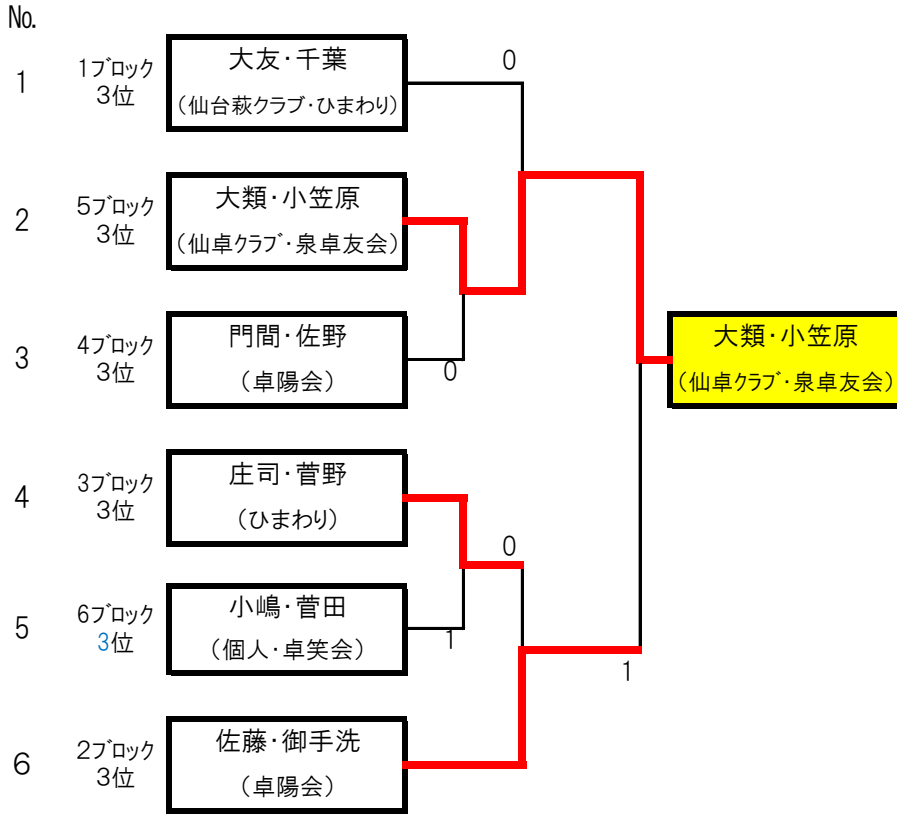 No.
1
1ブロック
3位
大友・千葉
（仙台萩クラブ・ひまわり）
0
2
5ブロック
3位
大類・小笠原
（仙卓クラブ・泉卓友会）
3
4ブロック
3位
門間・佐野
（卓陽会）
0
大類・小笠原
（仙卓クラブ・泉卓友会）
4
3ブロック
3位
庄司・菅野
（ひまわり）
0
5
6ブロック
3位
小嶋・菅田
（個人・卓笑会）
1
1
6
2ブロック
3位
佐藤・御手洗
（卓陽会）